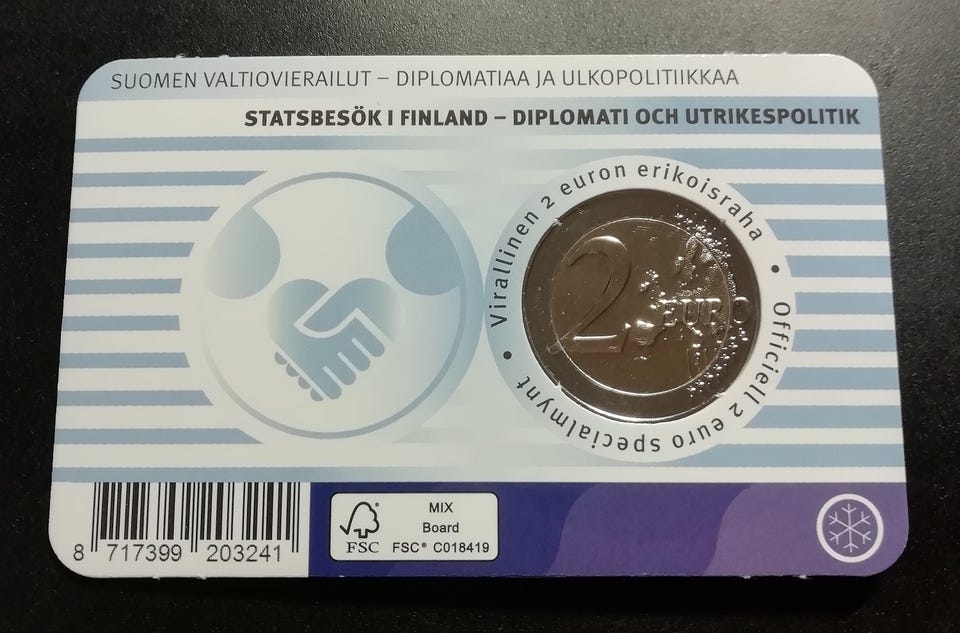 SUOMEN VALTIOVIERAILUT – DIPLOMATIAA JA ULKOPOLITIIKKAA
STATSBESÖK I FINLAND – DIPLOMATI OCH UTRIKESPOLITIK
Virallinen 2 euron erikoisraha • Officiell 2 euro specialmynt •
2 EURO
8 717399 203241
FSC
MIX
Board
FSC® C018419